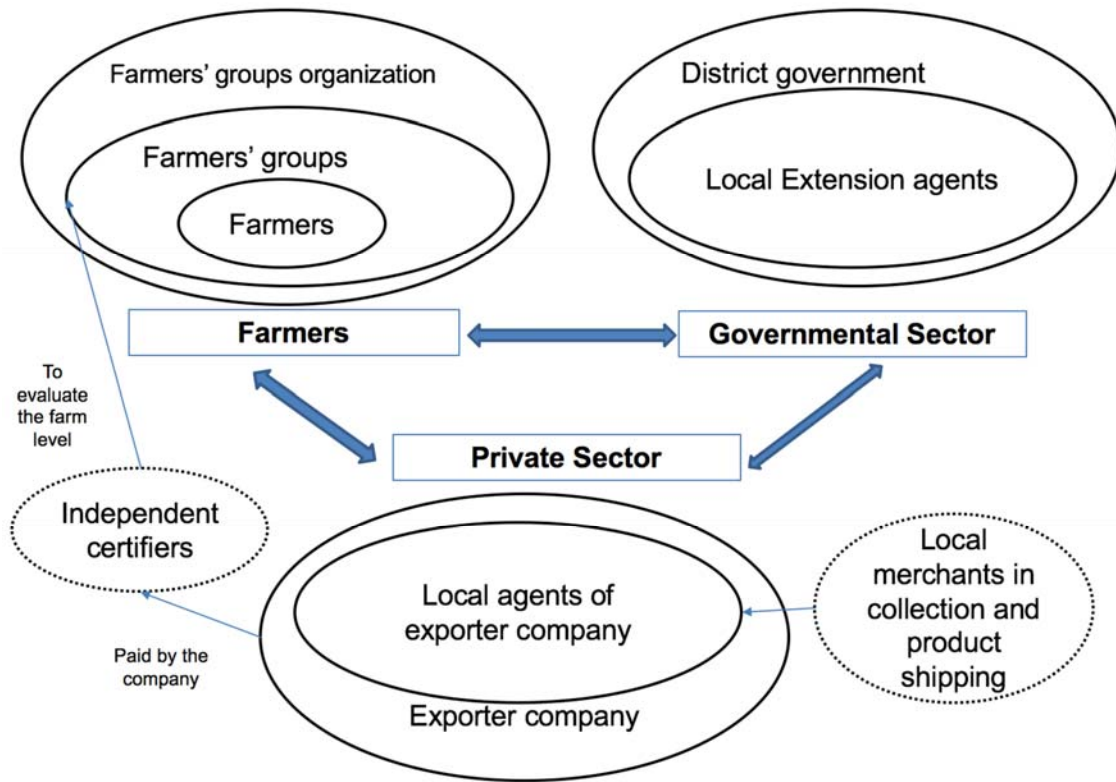 Farmers’ groups organization
Farmers’ groups
Farmers
District government
Local Extension agents
Farmers
Governmental Sector
To
evaluate
the farm
level
Private Sector
Independent
certifiers
Local agents of
exporter company
Local
merchants in
collection and
product
shipping
Paid by the
company
Exporter company